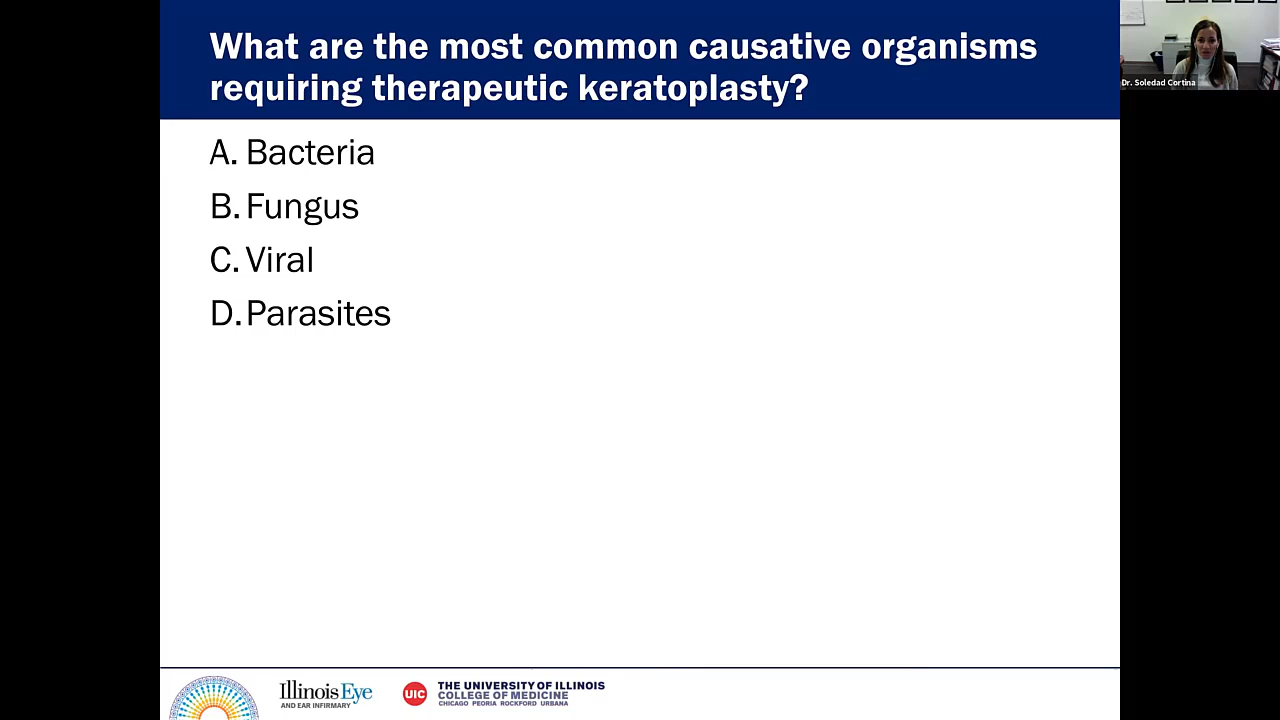 What are the most common causative organisms
requiring therapeutic keratoplasty?
Dr. Soledad Cortina
A. Bacteria
B. Fungus
C. Viral
D. Parasites
Illinois Eye
AND EAR INFIRMARY
UIC
THE UNIVERSITY OF ILLINOIS
COLLEGE OF MEDICINE
CHICAGO PEORIA ROCKFORD URBANA